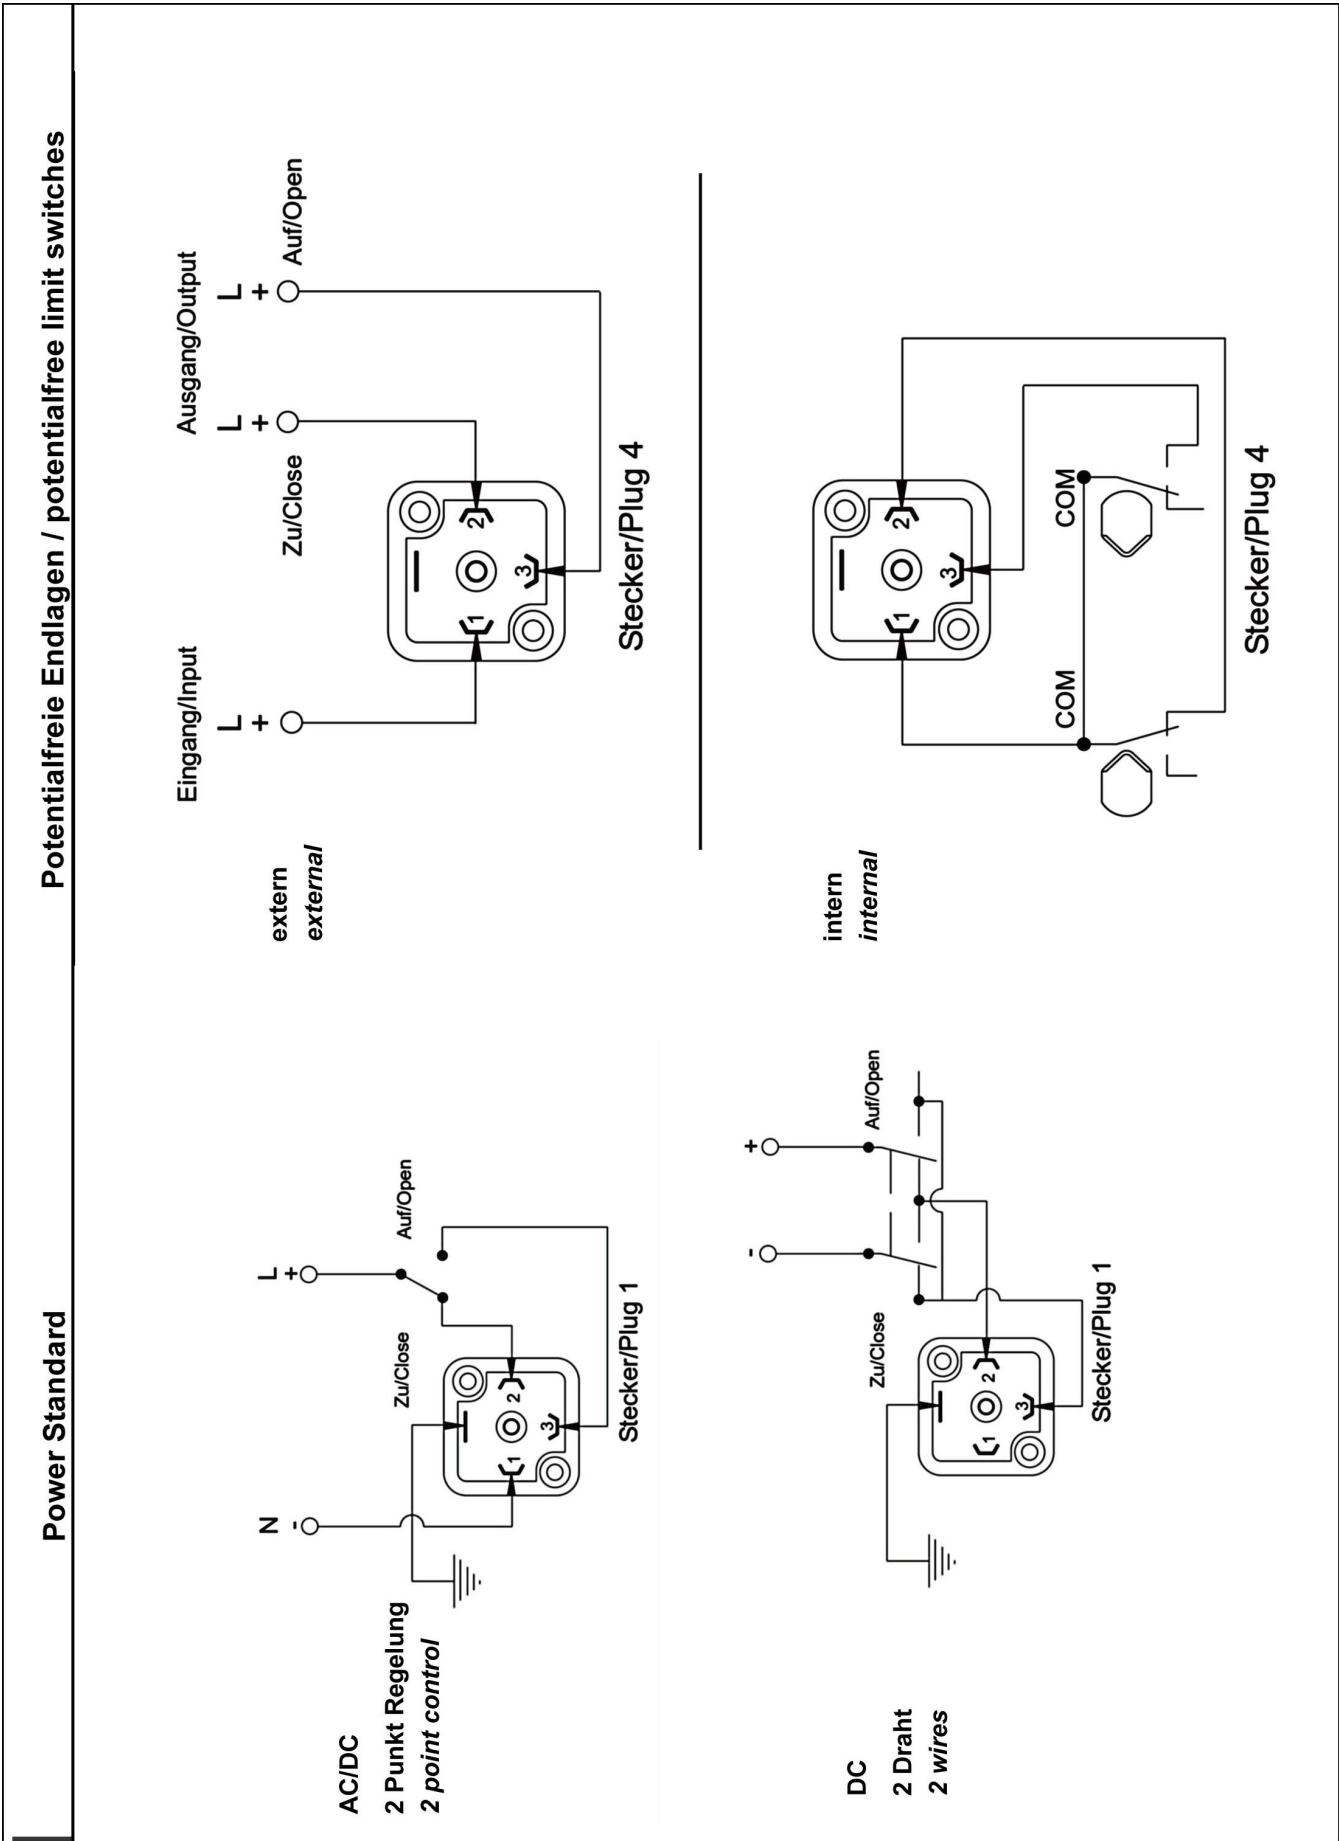 Power Standard
Potentialfreie Endlagen / potentialfree limit switches
AC/DC
2 Punkt Regelung
2 point control
N
-
L
+
Zu/Close
Auf/Open
1
2
3
Stecker/Plug 1
extern
external
Eingang/Input
Ausgang/Output
L
+
L
+
L
+
Zu/Close
Auf/Open
1
2
3
Stecker/Plug 4
DC
2 Draht
2 wires
-
+
Zu/Close
Auf/Open
1
2
3
Stecker/Plug 1
intern
internal
1
2
3
COM
COM
Stecker/Plug 4